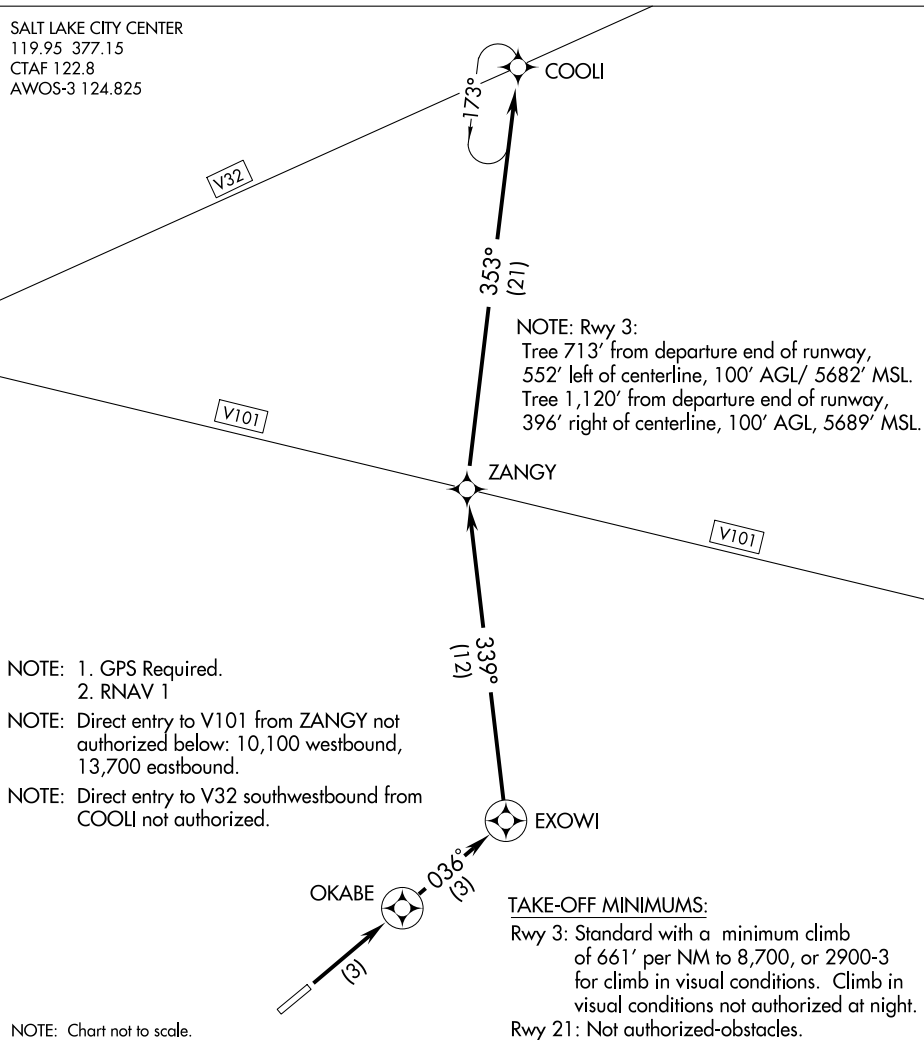 SALT LAKE CITY CENTER
119.95 377.15
CTAF 122.8
AWOS-3 124.825
COOLI
173°
V32
353°
(21)
NOTE: Rwy 3:
Tree 713' from departure end of runway,
552' left of centerline, 100' AGL/ 5682' MSL.
Tree 1,120' from departure end of runway,
396' right of centerline, 100' AGL, 5689' MSL.
V101
ZANGY
V101
339°
(12)
NOTE: 1. GPS Required.
2. RNAV 1
NOTE: Direct entry to V101 from ZANGY not
authorized below: 10,100 westbound,
13,700 eastbound.
NOTE: Direct entry to V32 southwestbound from
COOLI not authorized.
EXOWI
036°
(3)
OKABE
(3)
TAKE-OFF MINIMUMS:
Rwy 3: Standard with a minimum climb
of 661' per NM to 8,700, or 2900-3
for climb in visual conditions. Climb in
visual conditions not authorized at night.
Rwy 21: Not authorized-obstacles.
NOTE: Chart not to scale.